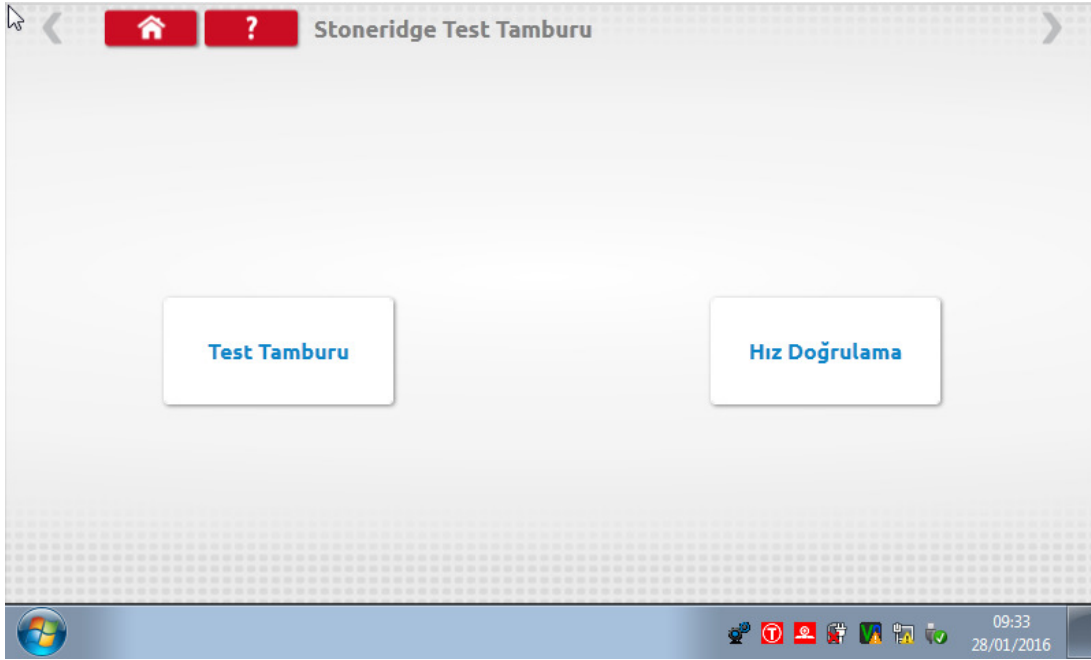 ? Stoneridge Test Tamburu
Test Tamburu
Hız Doğrulama
09:33
28/01/2016